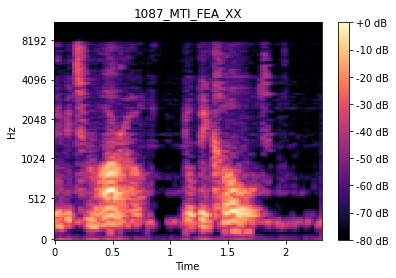 1087_MTI_FEA_XX
8192
4096
2048
1024
512
0
Hz
0
0.5
1
1.5
2
Time
+0 dB
-10 dB
-20 dB
-30 dB
-40 dB
-50 dB
-60 dB
-70 dB
-80 dB